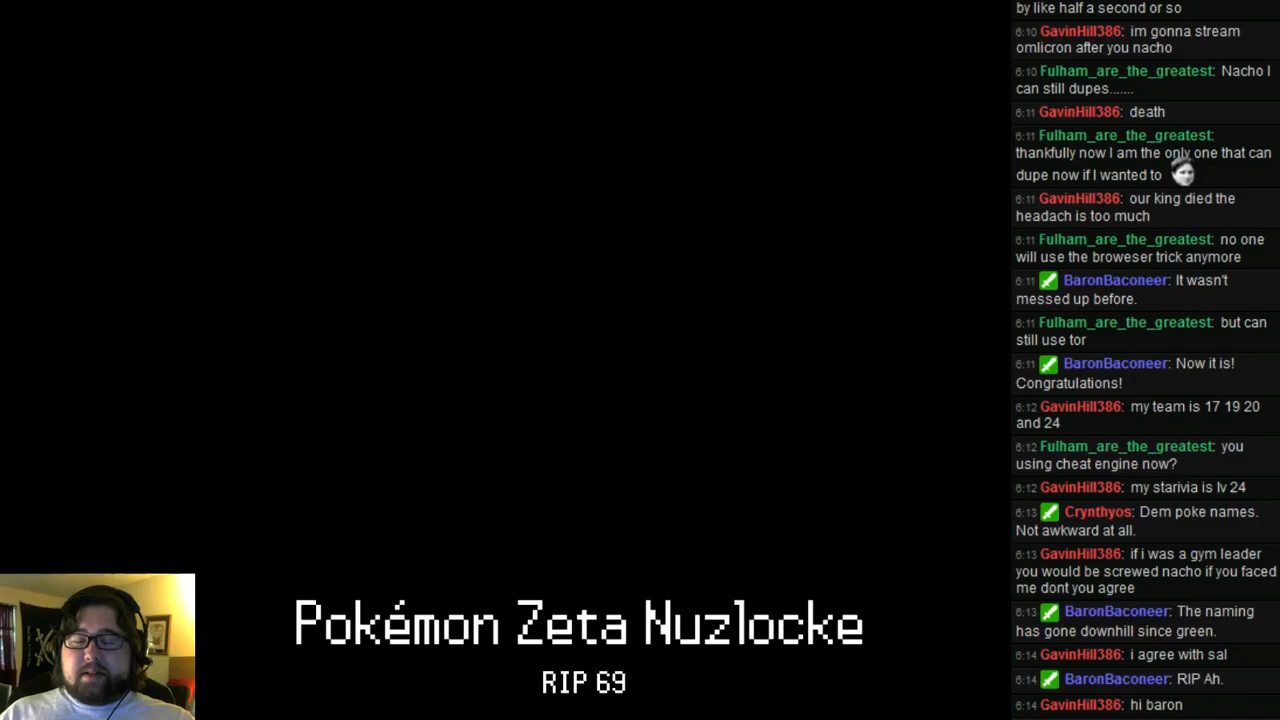 by like half a second or so
6:10 GavinHill386: im gonna stream
omlicron after you nacho
6:10 Fulham_are_the_greatest: Nacho I
can still dupes.......
6:11 GavinHill386: death
6:11 Fulham_are_the_greatest:
thankfully now I am the only one that can
dupe now if I wanted to
6:11 GavinHill386: our king died the
headach is too much
6:11 Fulham_are_the_greatest: no one
will use the broweser trick anymore
6:11 BaronBaconeer: It wasn't
messed up before.
6:11 Fulham_are_the_greatest: but can
still use tor
6:11 BaronBaconeer: Now it is!
Congratulations!
6:12 GavinHill386: my team is 17 19 20
and 24
6:12 Fulham_are_the_greatest: you
using cheat engine now?
6:12 GavinHill386: my starivia is lv 24
6:13 Crynthyos: Dem poke names.
Not awkward at all.
6:13 GavinHill386: if i was a gym leader
you would be screwed nacho if you faced
me dont you agree
6:13 BaronBaconeer: The naming
has gone downhill since green.
6:14 GavinHill386: i agree with sal
6:14 BaronBaconeer: RIP Ah.
6:14 GavinHill386: hi baron
Pokémon Zeta Nuzlocke
RIP 69